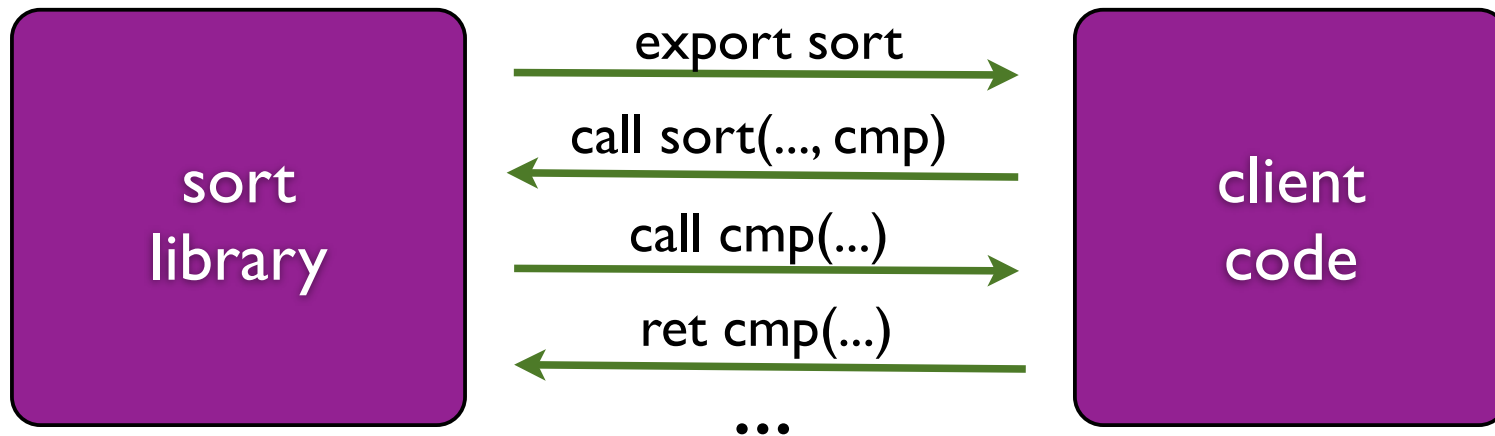 sort
library
export sort
call sort(..., cmp)
call cmp(...)
ret cmp(...)
...
client
code